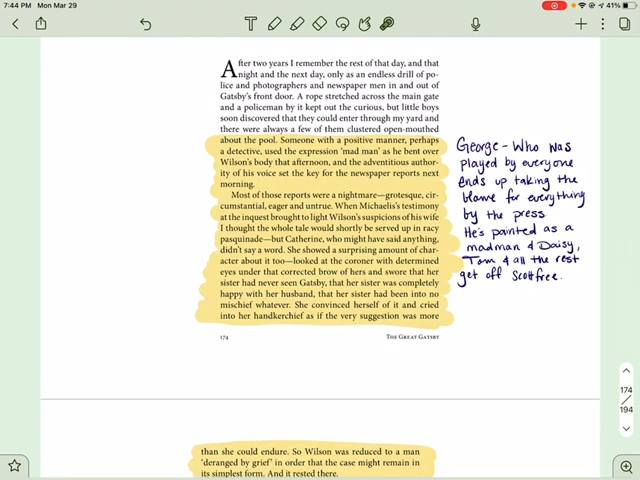 7:44 PM Mon Mar 29
41%
After two years I remember the rest of that day, and that
night and the next day, only as an endless drill of po-
lice and photographers and newspaper men in and out of
Gatsby's front door. A rope stretched across the main gate
and a policeman by it kept out the curious, but little boys
soon discovered that they could enter through my yard and
there were always a few of them clustered open-mouthed
about the pool. Someone with a positive manner, perhaps
a detective, used the expression 'mad man' as he bent over
Wilson's body that afternoon, and the adventitious author-
ity of his voice set the key for the newspaper reports next
morning.
Most of those reports were a nightmare—grotesque, cir-
cumstantial, eager and untrue. When Michaelis's testimony
at the inquest brought to light Wilson's suspicions of his wife
I thought the whole tale would shortly be served up in racy
pasquinade—but Catherine, who might have said anything,
didn't say a word. She showed a surprising amount of char-
acter about it too—looked at the coroner with determined
eyes under that corrected brow of hers and swore that her
sister had never seen Gatsby, that her sister was completely
happy with her husband, that her sister had been into no
mischief whatever. She convinced herself of it and cried
into her handkerchief as if the very suggestion was more
174
The Great Gatsby
George - Who was
played by everyone
ends up taking the
blame for everything
by the press.
He's painted as a
madman & Daisy,
Tom & all the rest
get off Scottfree.
174
194
than she could endure. So Wilson was reduced to a man
'deranged by grief' in order that the case might remain in
its simplest form. And it rested there.